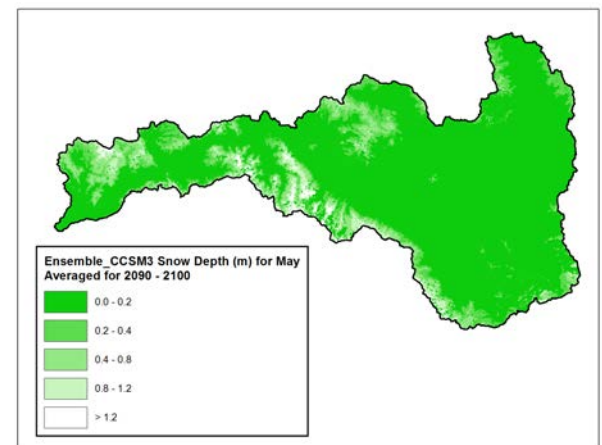 Ensemble_CCSM3 Snow Depth (m) for May
Averaged for 2090 - 2100
0.0 - 0.2
0.2 - 0.4
0.4 - 0.8
0.8 - 1.2
> 1.2